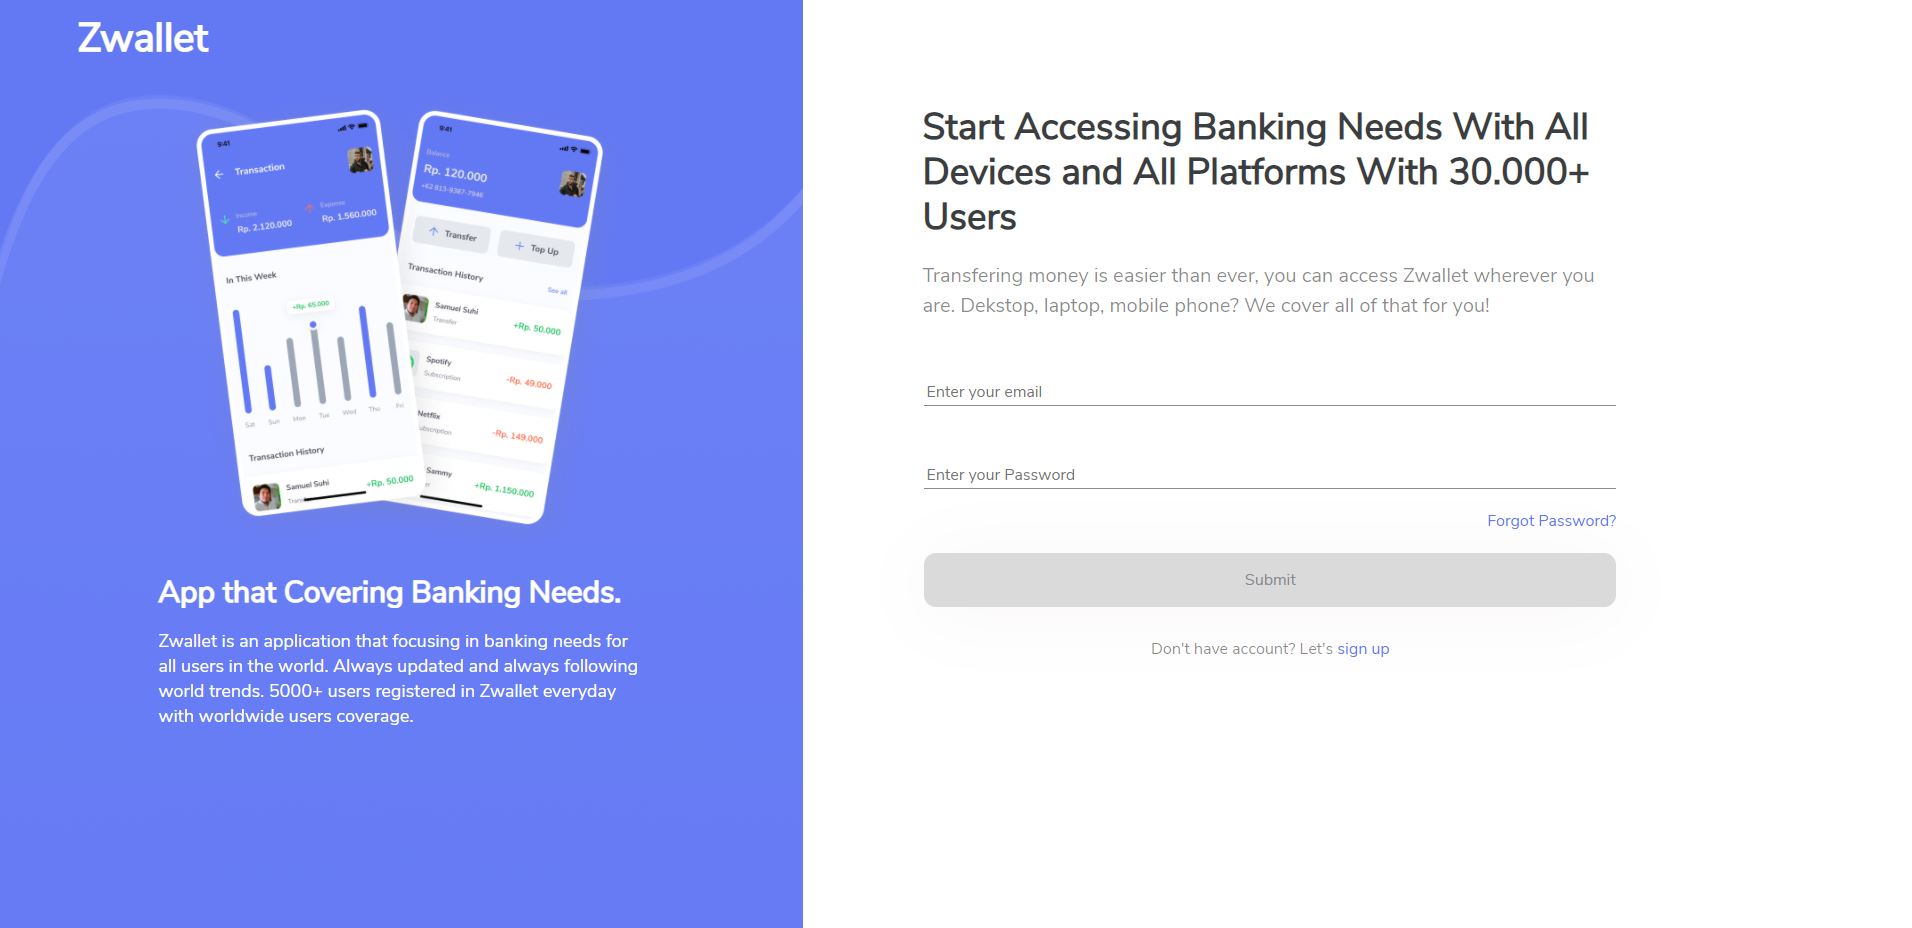 Zwallet
9:41
Transaction
Income
Rp. 2.120.000
Expense
Rp. 1.560.000
In This Week
+Rp. 65.000
Sat
Sun
Mon
Tue
Wed
Thu
Fri
Transaction History
Samuel Suhi
+Rp. 50.000
9:41
Balance
Rp. 120.000
+62 813-9387-7946
Transfer
Top Up
Transaction History
See all
Samuel Suhi
Transfer
+Rp. 50.000
Spotify
Subscription
-Rp. 49.000
Netflix
-Rp. 149.000
Sammy
+Rp. 1.150.000
App that Covering Banking Needs.
Zwallet is an application that focusing in banking needs for
all users in the world. Always updated and always following
world trends. 5000+ users registered in Zwallet everyday
with worldwide users coverage.
Start Accessing Banking Needs With All
Devices and All Platforms With 30.000+
Users
Transfering money is easier than ever, you can access Zwallet wherever you
are. Dekstop, laptop, mobile phone? We cover all of that for you!
Enter your email
Enter your Password
Forgot Password?
Submit
Don't have account? Let's sign up